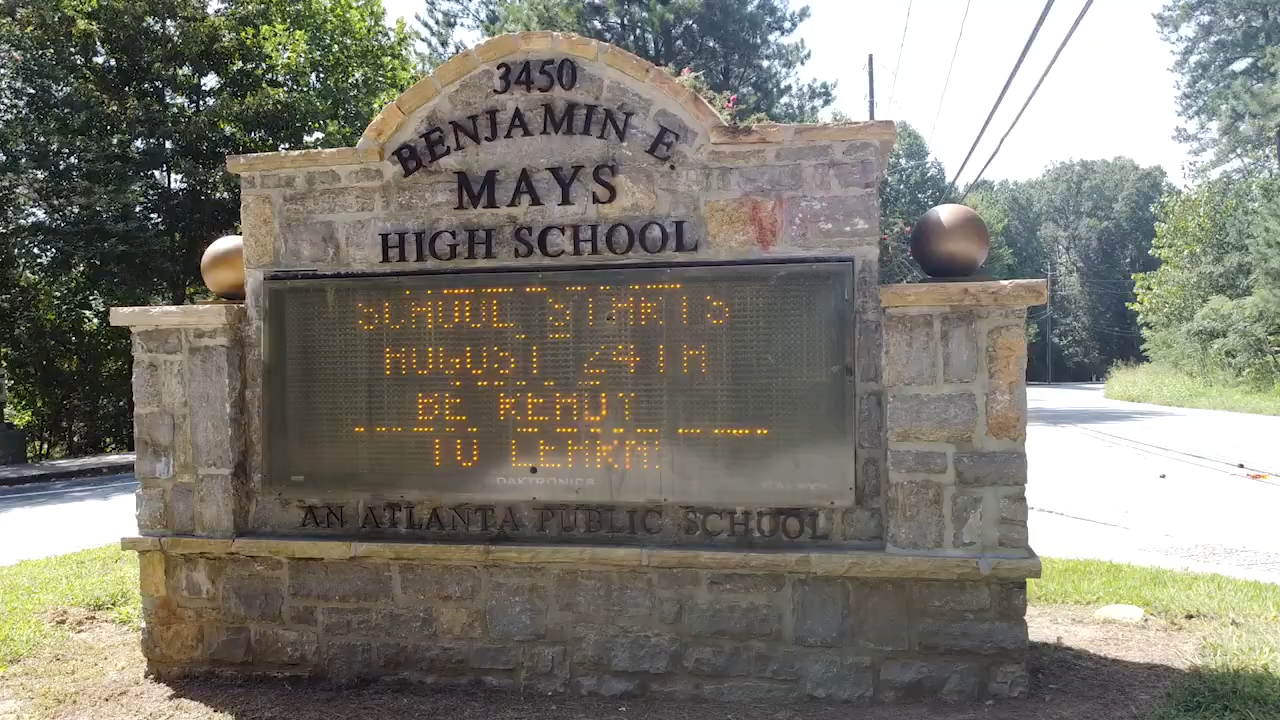 3450
BENJAMIN E.
MAYS
HIGH SCHOOL
SCHOOL STARTS
AUGUST 24TH
BE READY
TO LEARN!
DAKTRONICS
AN ATLANTA PUBLIC SCHOOL